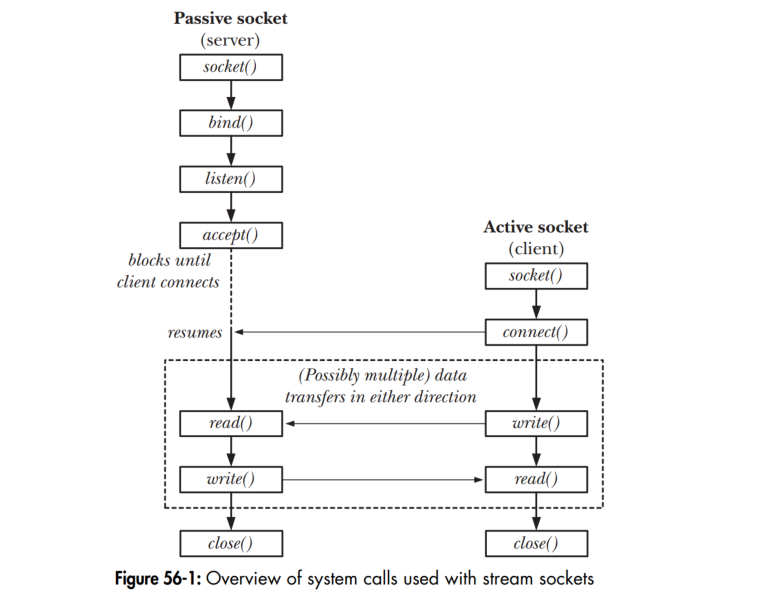 Passive socket
(server)
socket()
bind()
listen()
accept()
blocks until
client connects
Active socket
(client)
socket()
resumes
connect()
(Possibly multiple) data
transfers in either direction
read()
write()
write()
read()
close()
close()
Figure 56-1: Overview of system calls used with stream sockets